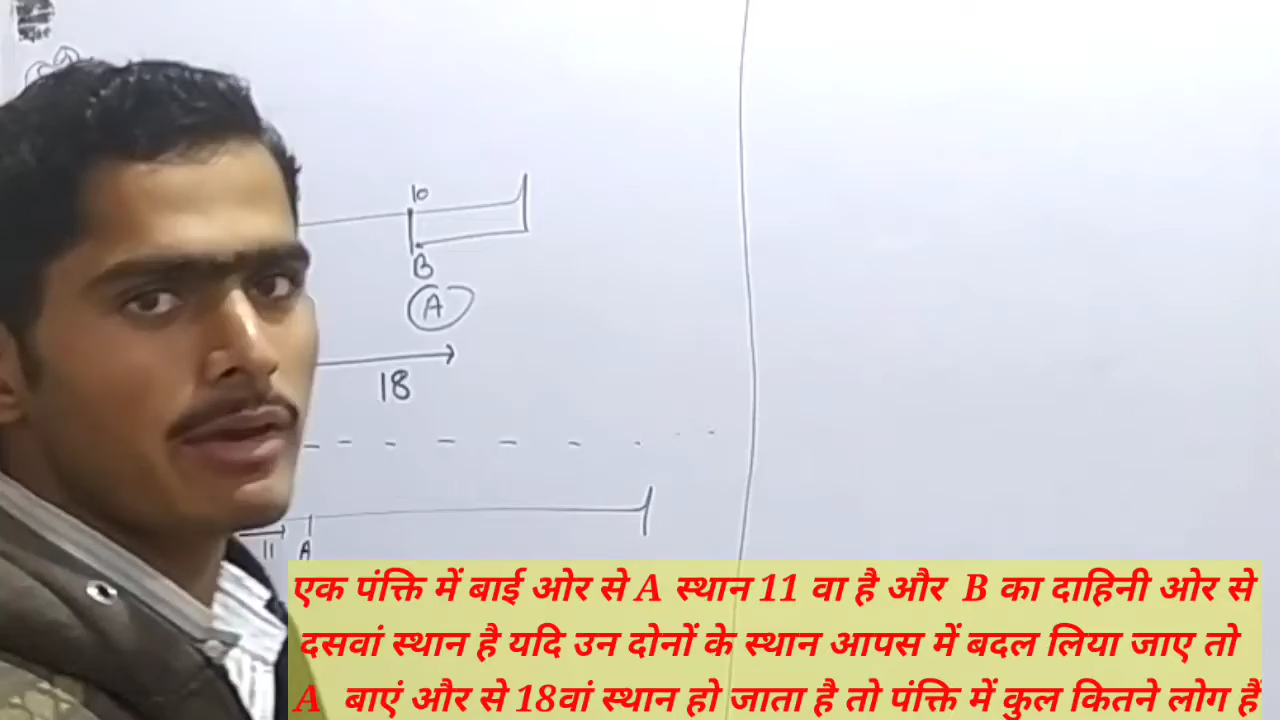 10
B
A
18
11 A
एक पंक्ति में बाई ओर से A स्थान 11 वा है और B का दाहिनी ओर से
दसवां स्थान है यदि उन दोनों के स्थान आपस में बदल लिया जाए तो
A बाएं और से 18वां स्थान हो जाता है तो पंक्ति में कुल कितने लोग हैं